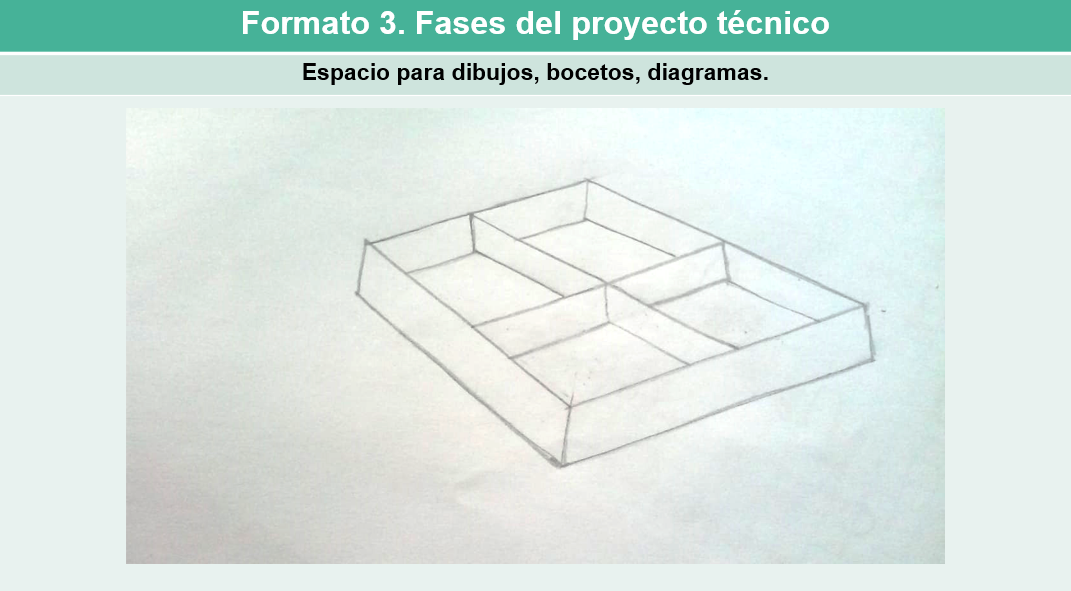 Formato 3. Fases del proyecto técnico
Espacio para dibujos, bocetos, diagramas.